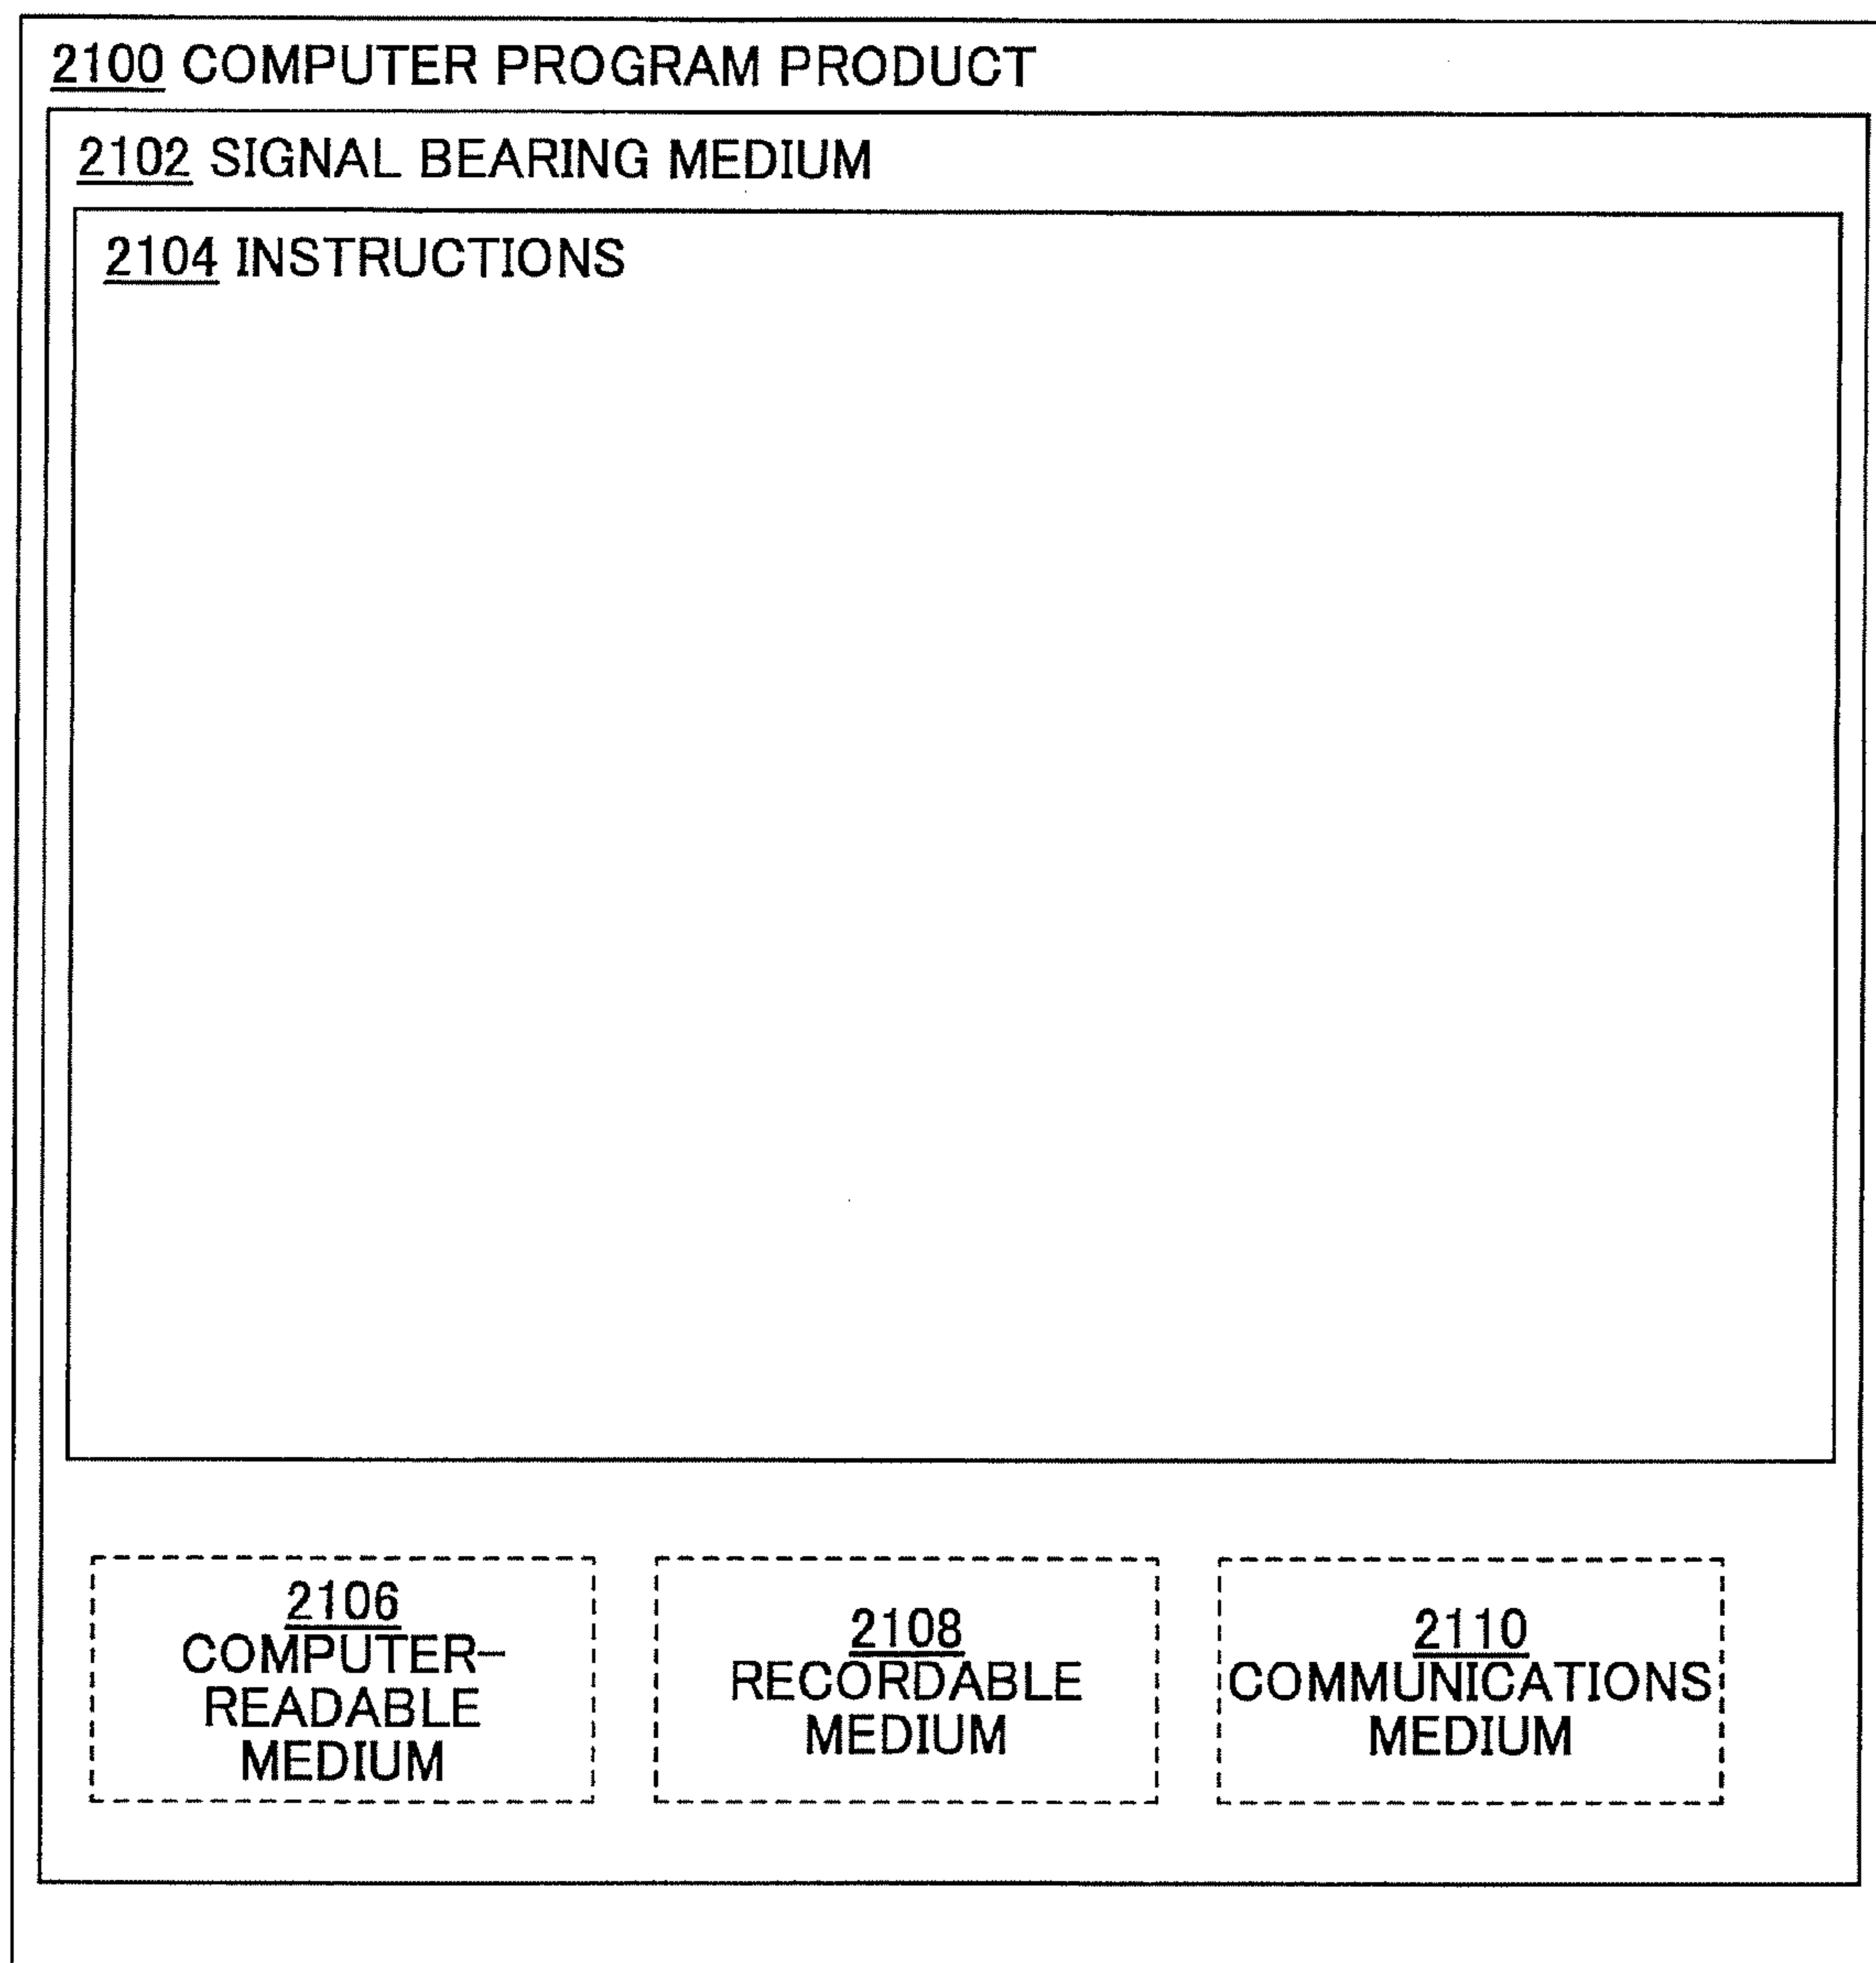 2100 COMPUTER PROGRAM PRODUCT
2102 SIGNAL BEARING MEDIUM
2104 INSTRUCTIONS
2106
COMPUTER-
READABLE
MEDIUM
2108
RECORDABLE
MEDIUM
2110
COMMUNICATIONS
MEDIUM